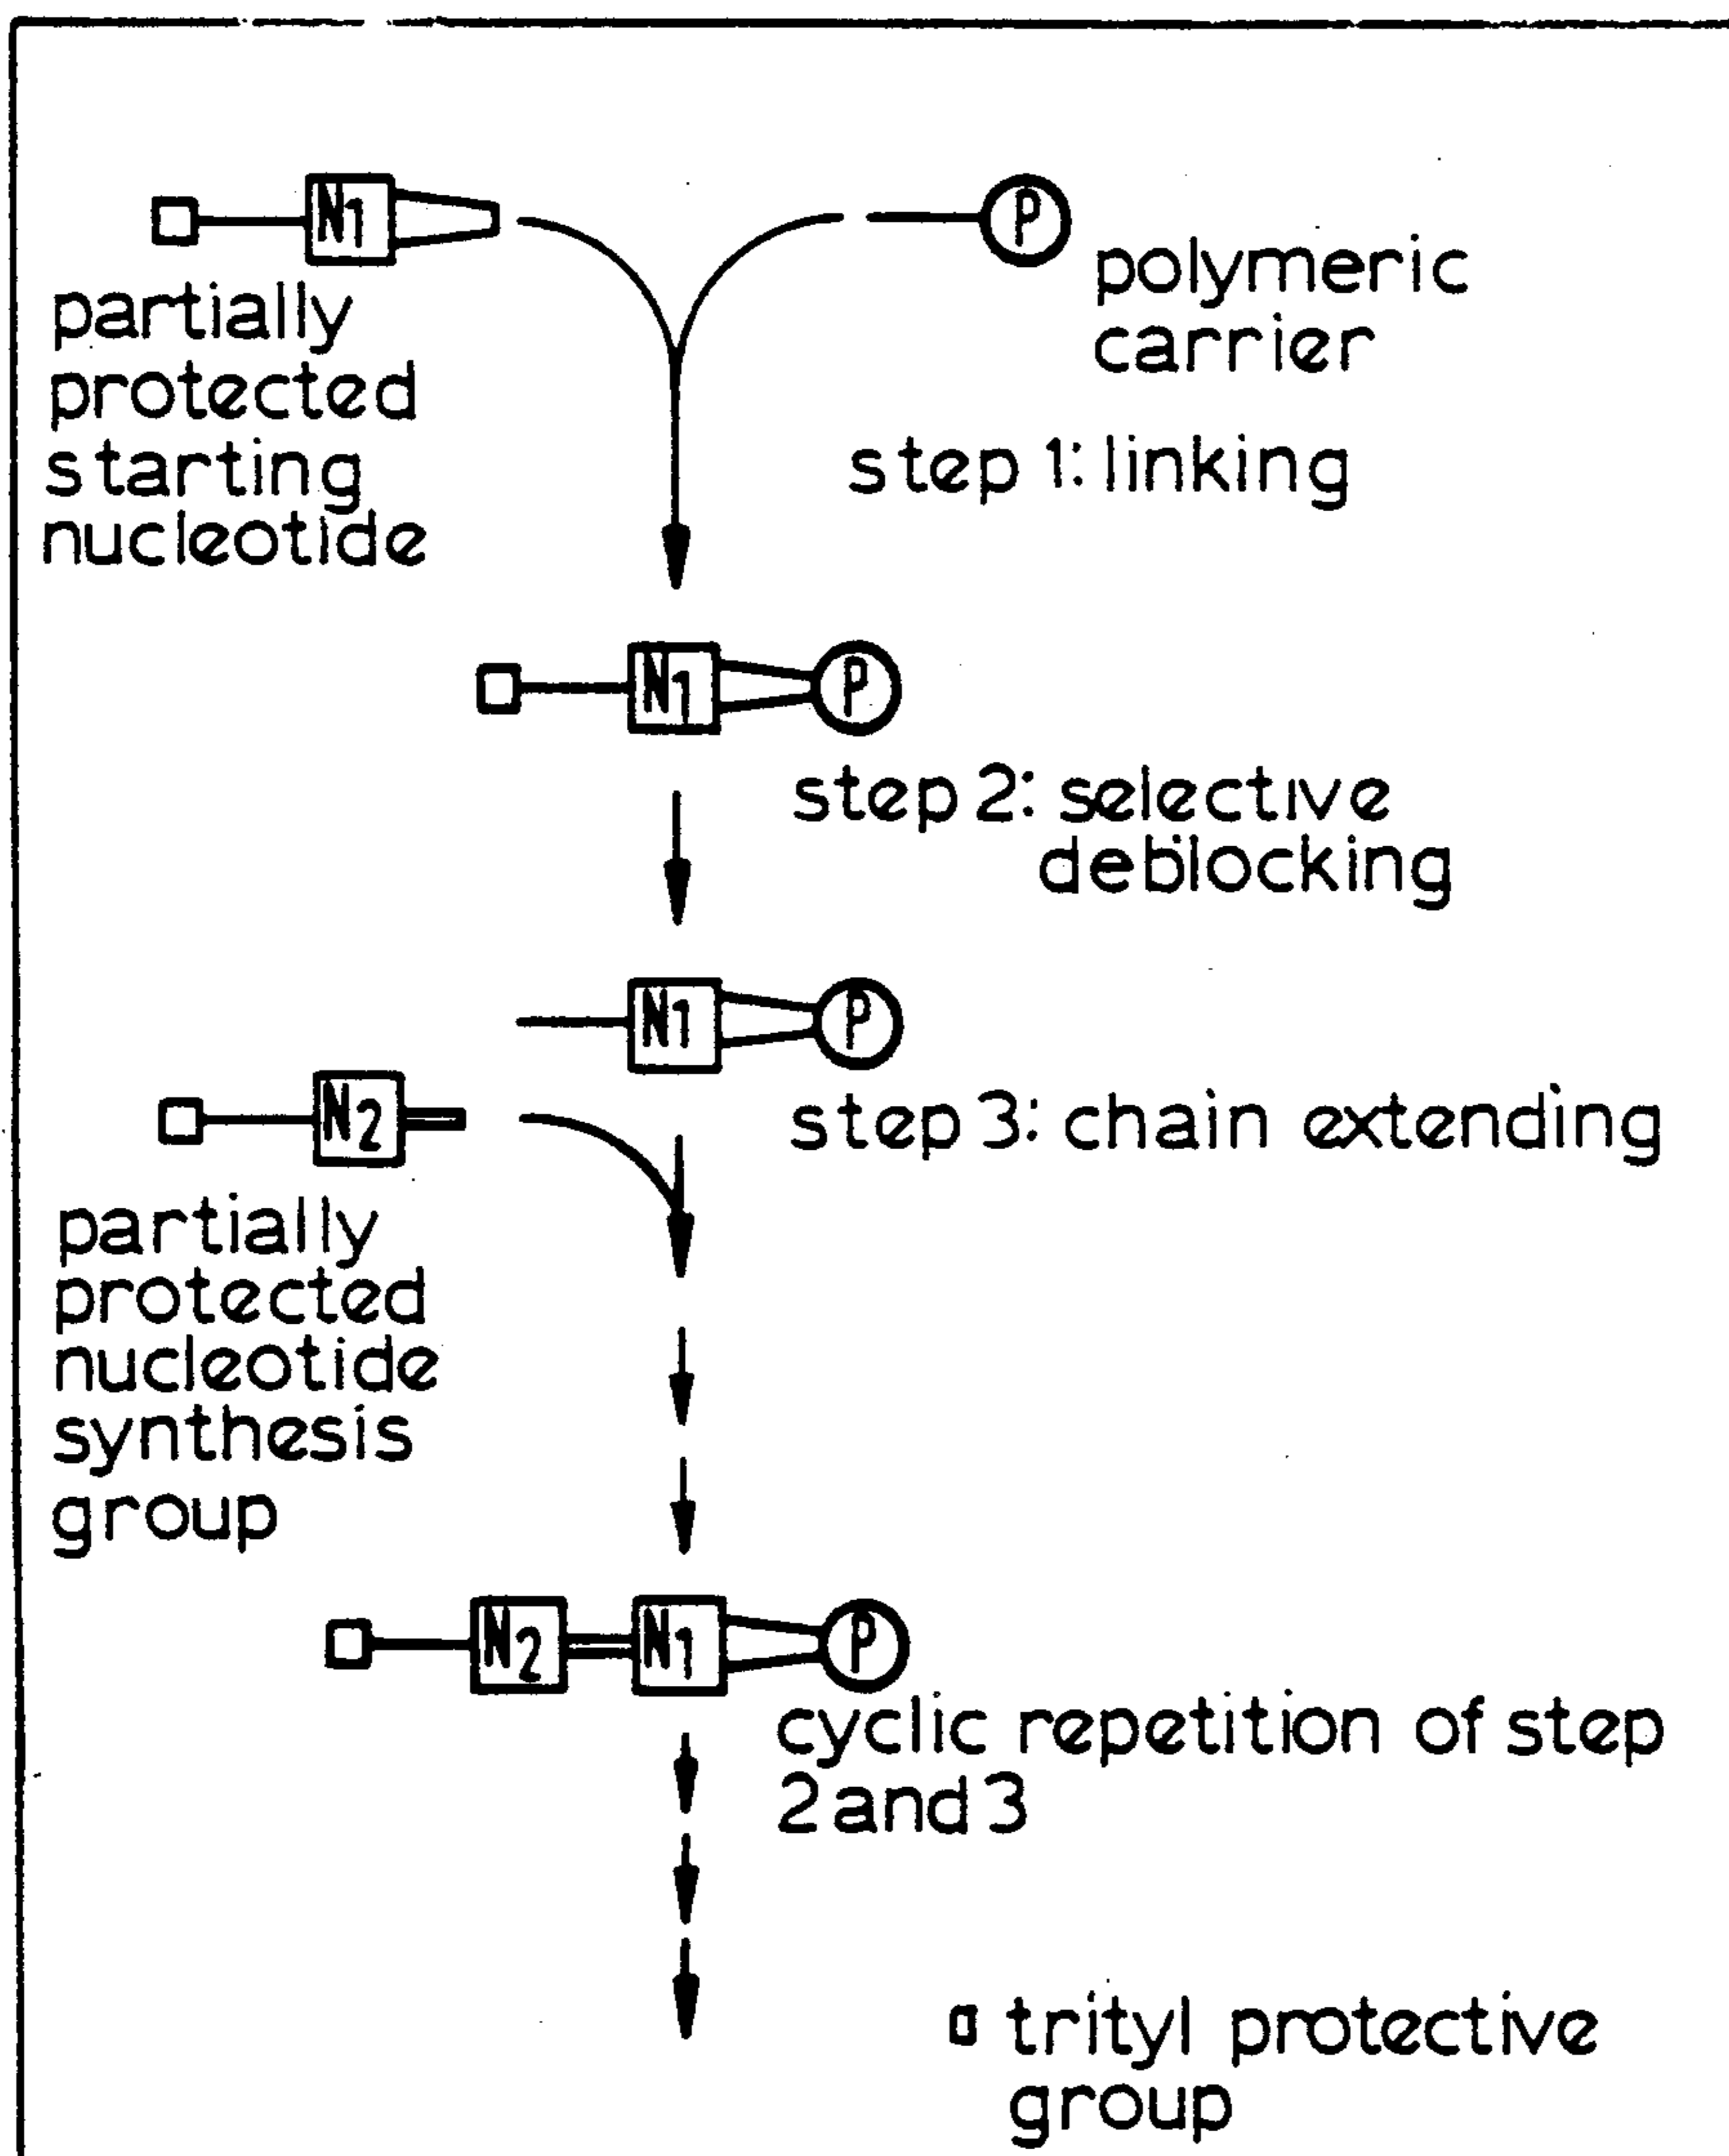 N1
P
polymeric
carrier
partially
protected
starting
nucleotide
step 1: linking
N1
P
step 2: selective
deblocking
N1
P
N2
step 3: chain extending
partially
protected
nucleotide
synthesis
group
N2
N1
P
cyclic repetition of step
2 and 3
trityl protective
group